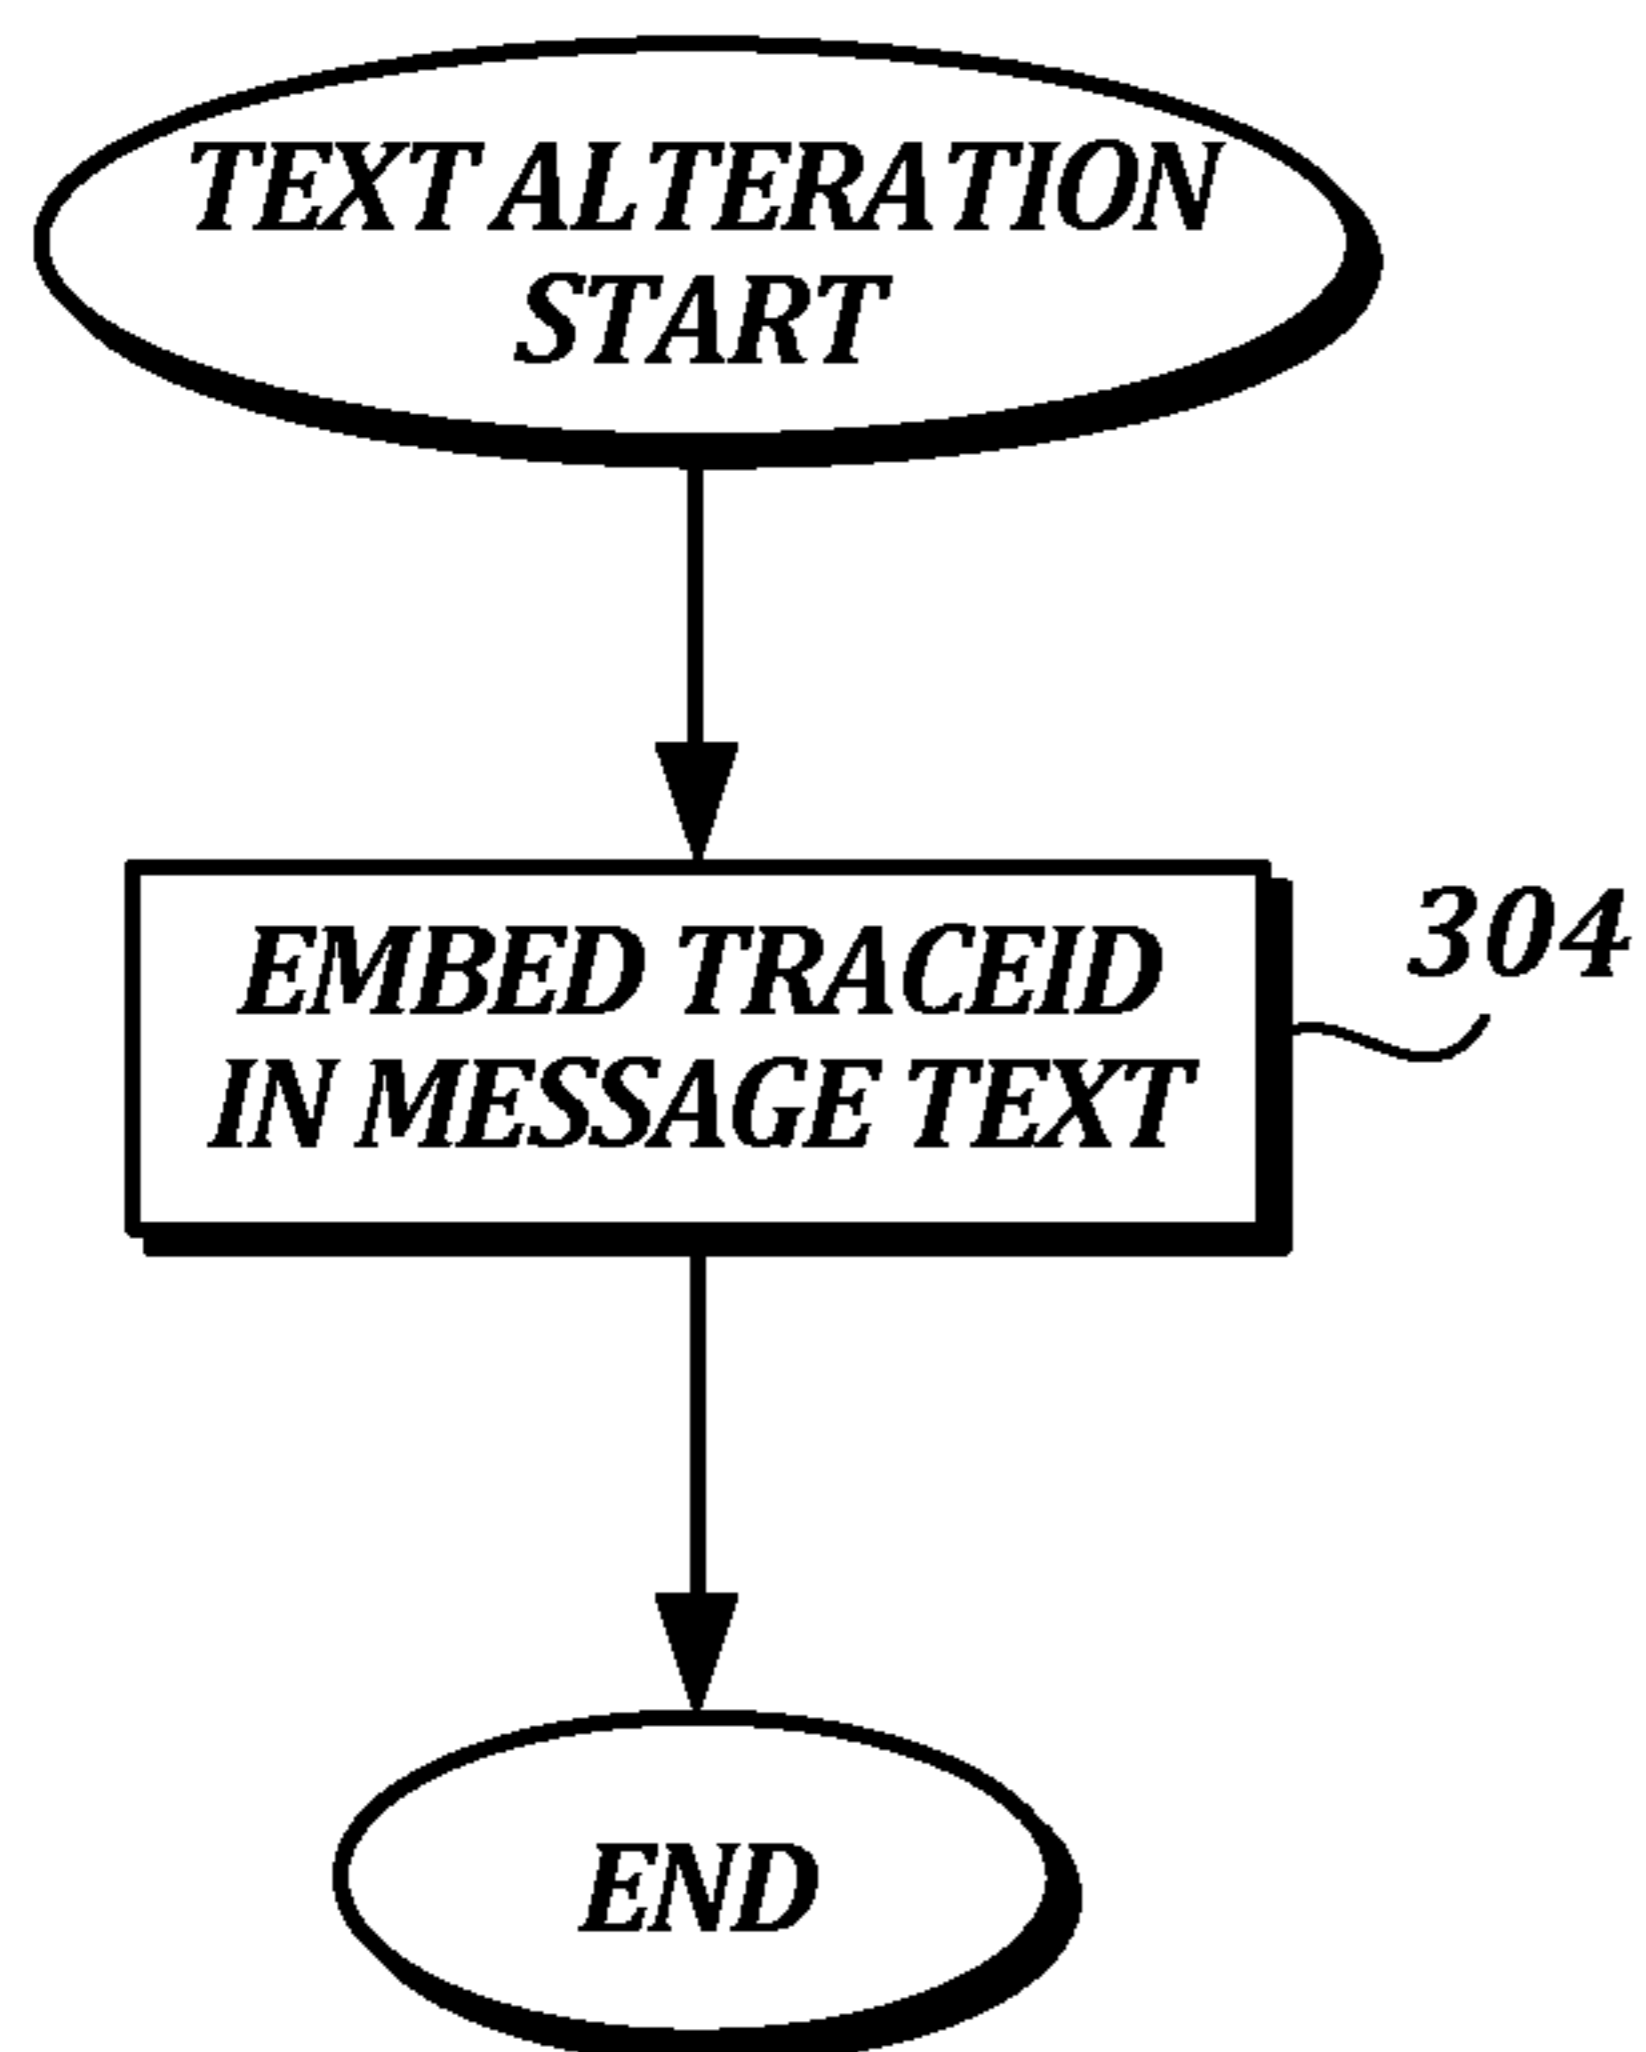 TEXT ALTERATION
START
EMBED TRACEID
IN MESSAGE TEXT
304
END